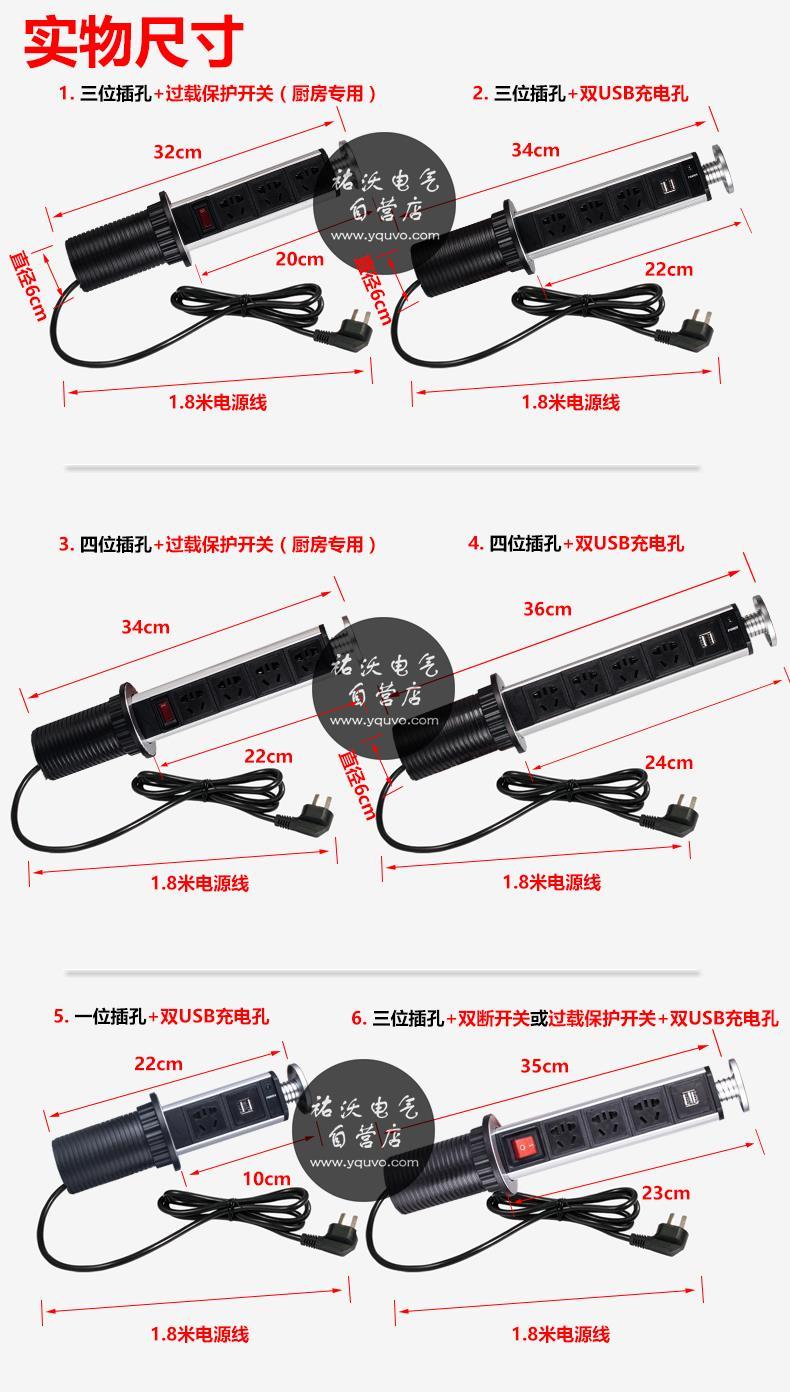 实物尺寸
1. 三位插孔+过载保护开关（厨房专用）
2. 三位插孔+双USB充电孔
32cm
34cm
祐沃电气
自营店
www.yquvo.com
20cm
22cm
直径6cm
直径6cm
1.8米电源线
1.8米电源线
3. 四位插孔+过载保护开关（厨房专用）
4. 四位插孔+双USB充电孔
34cm
36cm
祐沃电气
自营店
www.yquvo.com
22cm
24cm
直径6cm
1.8米电源线
1.8米电源线
5. 一位插孔+双USB充电孔
6. 三位插孔+双断开关或过载保护开关+双USB充电孔
22cm
35cm
祐沃电气
自营店
www.yquvo.com
10cm
23cm
1.8米电源线
1.8米电源线